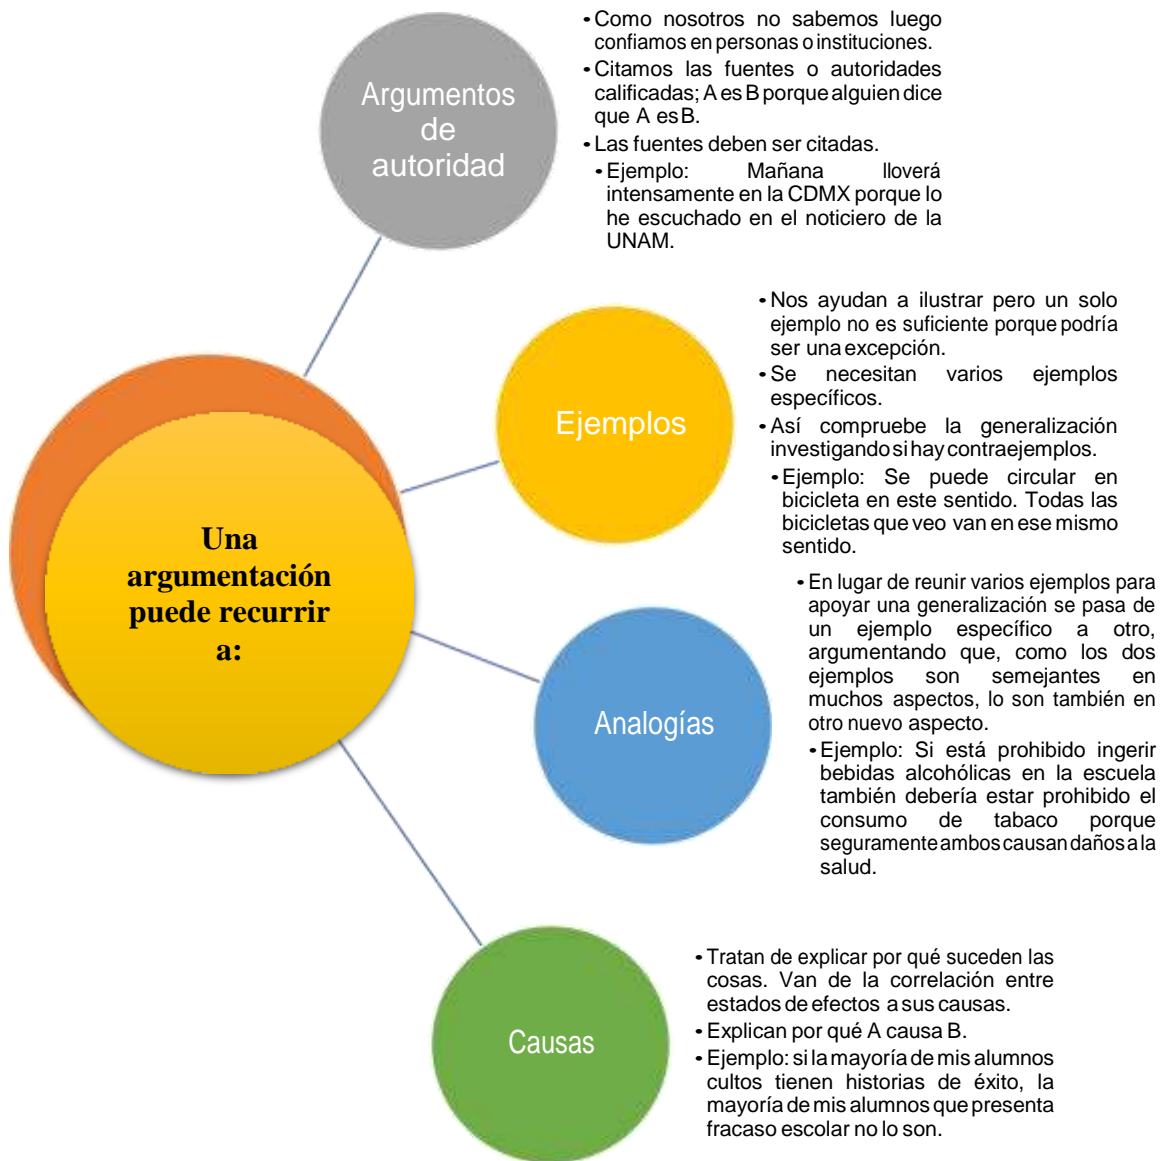 Una
argumentación
puede recurrir
a:
Argumentos
de
autoridad
• Como nosotros no sabemos luego
confiamos en personas o instituciones.
• Citamos las fuentes o autoridades
calificadas; A es B porque alguien dice
que A es B.
• Las fuentes deben ser citadas.
• Ejemplo: Mañana lloverá
intensamente en la CDMX porque lo
he escuchado en el noticiero de la
UNAM.
Ejemplos
• Nos ayudan a ilustrar pero un solo
ejemplo no es suficiente porque podría
ser una excepción.
• Se necesitan varios ejemplos
específicos.
• Así compruebe la generalización
investigando si hay contraejemplos.
• Ejemplo: Se puede circular en
bicicleta en este sentido. Todas las
bicicletas que veo van en ese mismo
sentido.
Analogías
• En lugar de reunir varios ejemplos para
apoyar una generalización se pasa de
un ejemplo específico a otro,
argumentando que, como los dos
ejemplos son semejantes en
muchos aspectos, lo son también en
otro nuevo aspecto.
• Ejemplo: Si está prohibido ingerir
bebidas alcohólicas en la escuela
también debería estar prohibido el
consumo de tabaco porque
seguramente ambos causan daños a la
salud.
Causas
• Tratan de explicar por qué suceden las
cosas. Van de la correlación entre
estados de efectos a sus causas.
• Explican por qué A causa B.
• Ejemplo: si la mayoría de mis alumnos
cultos tienen historias de éxito, la
mayoría de mis alumnos que presenta
fracaso escolar no lo son.